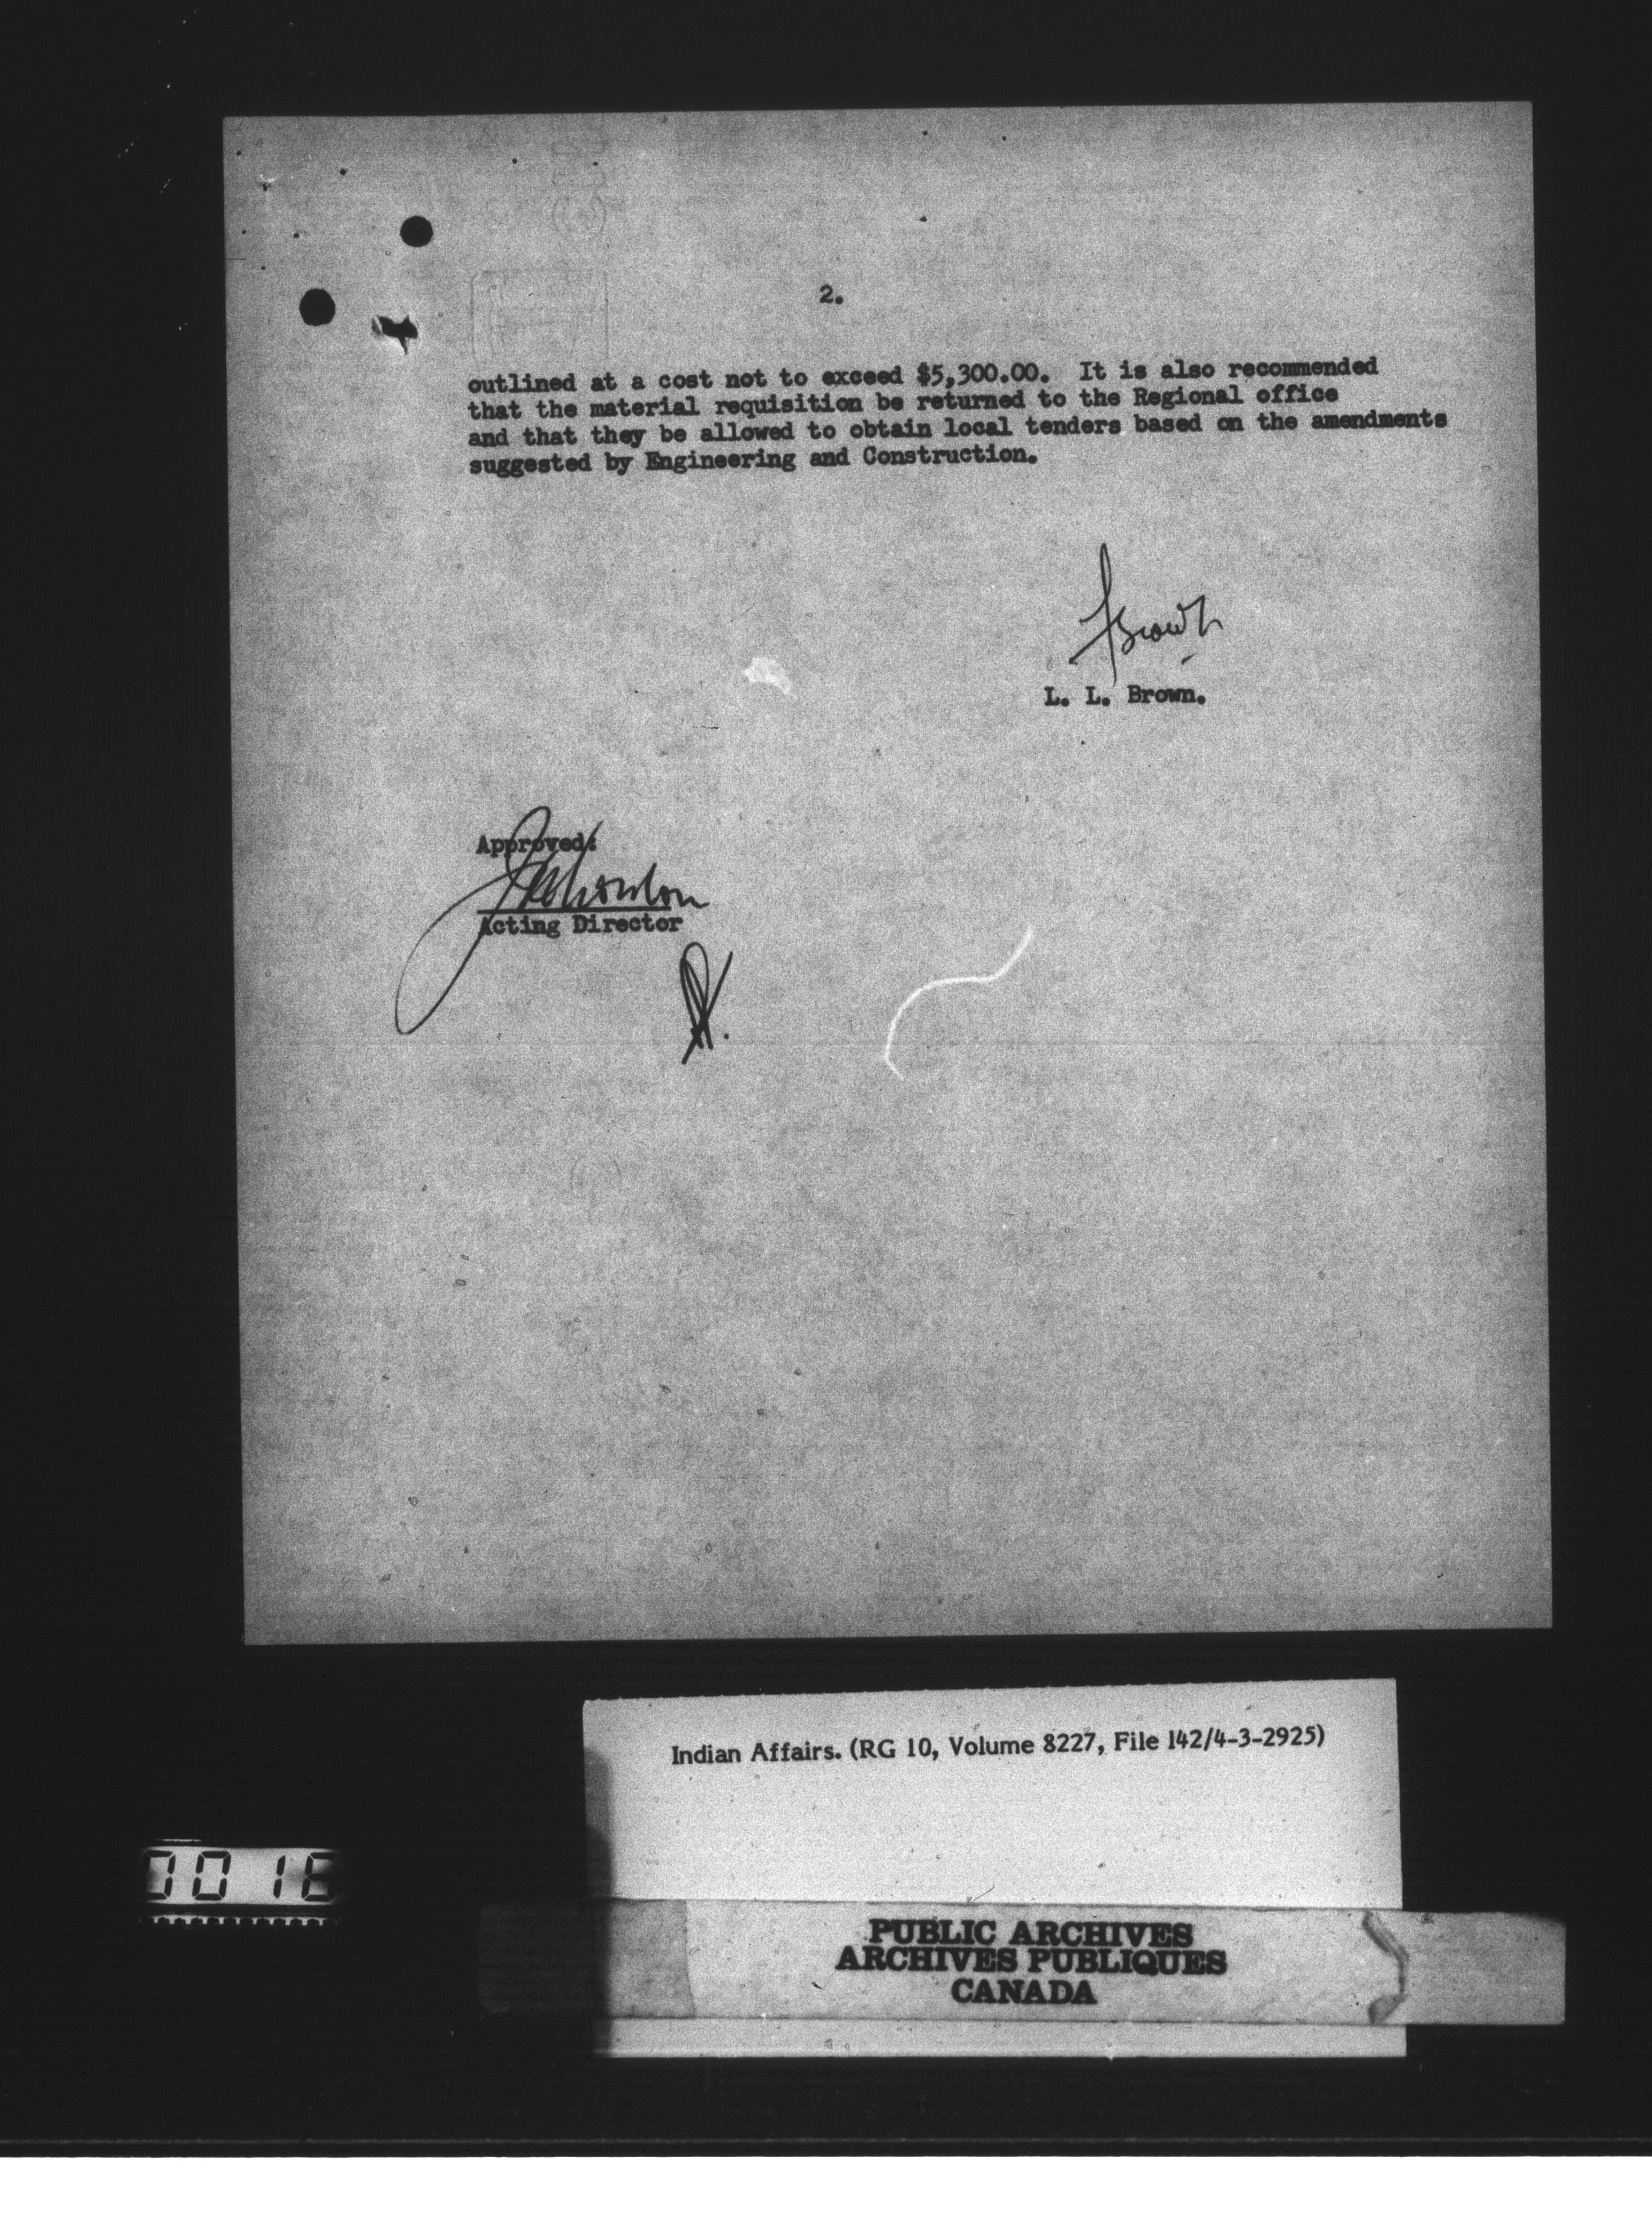 2.
outlined at a cost not to exceed $5,300.00. It is also recommended
that the material requisition be returned to the Regional office
and that they be allowed to obtain local tenders based on the amendments
suggested by Engineering and Construction.
Brown
L. L. Brown.
Approved:
Acting Director
Indian Affairs. (RG 10, Volume 8227, File 142/4-3-2925)
PUBLIC ARCHIVES
ARCHIVES PUBLIQUES
CANADA